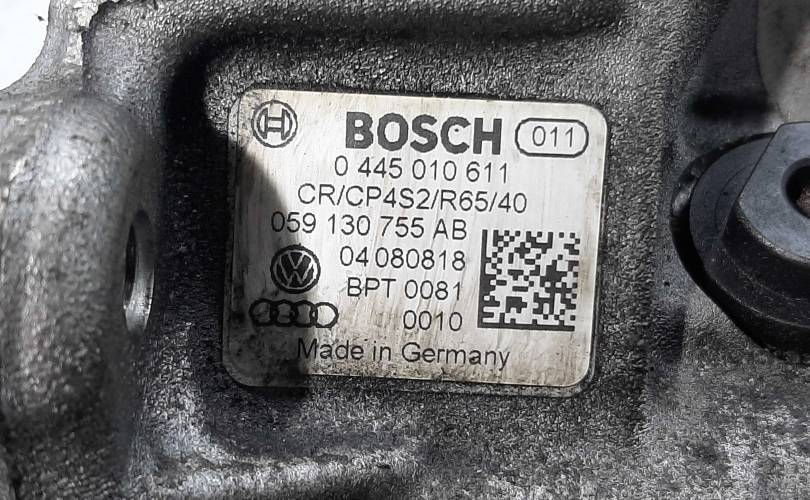 BOSCH 011
0 445 010 611
CR/CP4S2/R65/40
059 130 755 AB
04 080818
BPT 0081
0010
Made in Germany